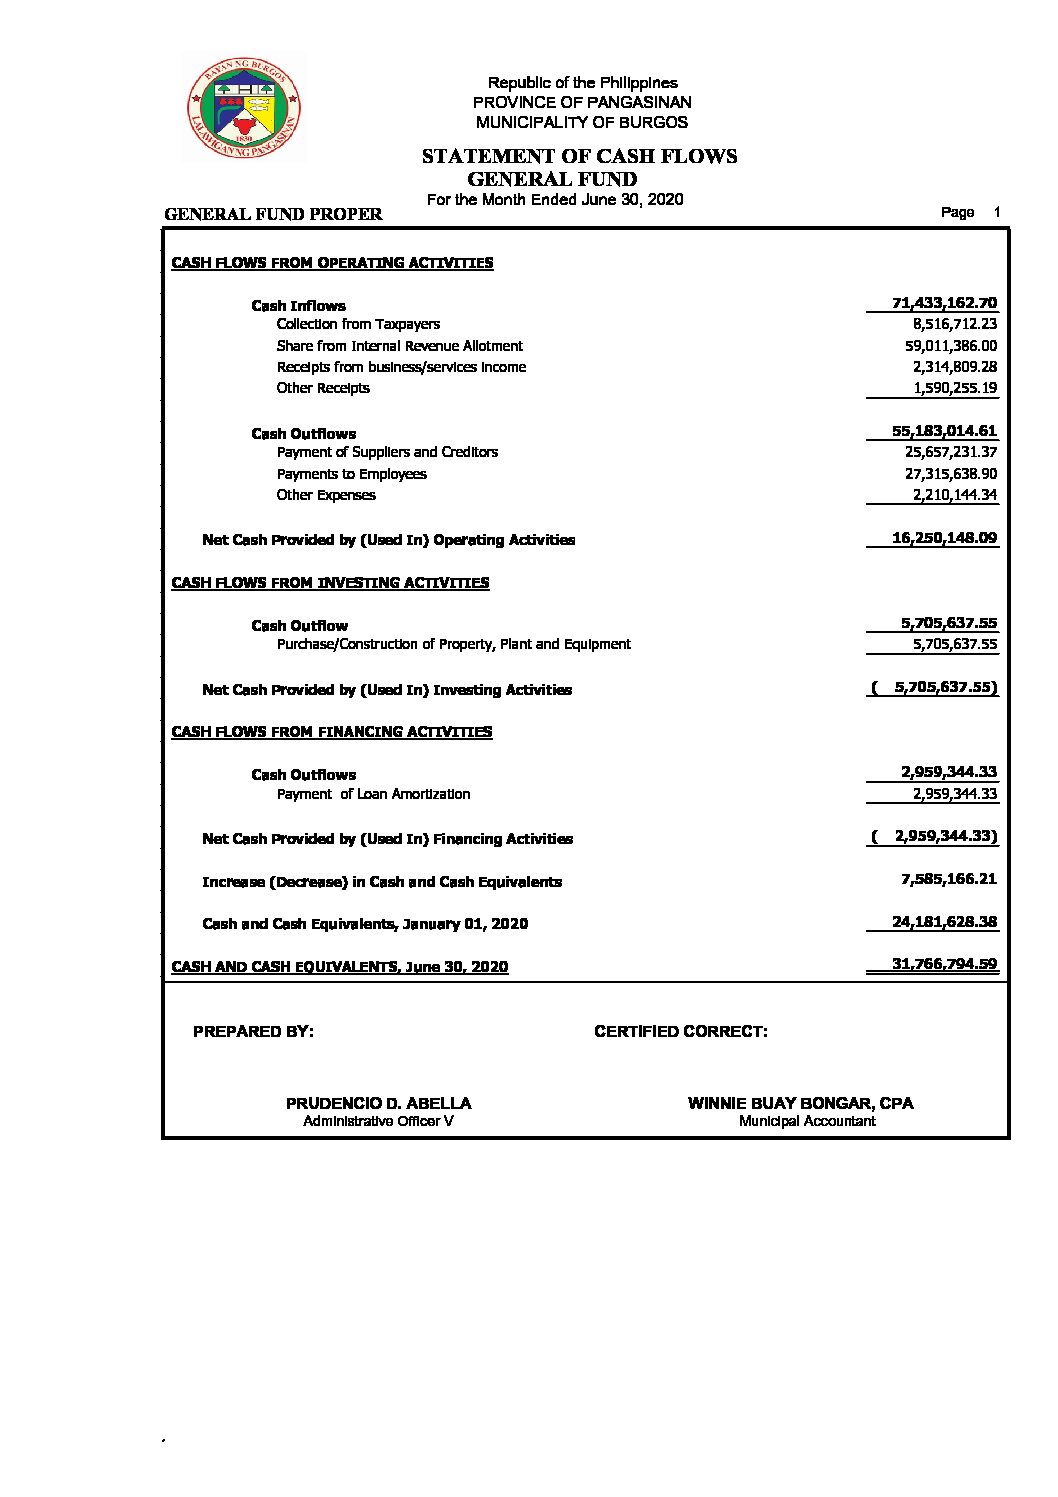 BAYAN NG BURGOS
1830
LALAWIGAN NG PANGASINAN
Republic of the Philippines
PROVINCE OF PANGASINAN
MUNICIPALITY OF BURGOS
STATEMENT OF CASH FLOWS
GENERAL FUND
For the Month Ended June 30, 2020
GENERAL FUND PROPER Page 1
CASH FLOWS FROM OPERATING ACTIVITIES
Cash Inflows 71,433,162.70
Collection from Taxpayers 8,516,712.23
Share from Internal Revenue Allotment 59,011,386.00
Receipts from business/services income 2,314,809.28
Other Receipts 1,590,255.19
Cash Outflows 55,183,014.61
Payment of Suppliers and Creditors 25,657,231.37
Payments to Employees 27,315,638.90
Other Expenses 2,210,144.34
Net Cash Provided by (Used In) Operating Activities 16,250,148.09
CASH FLOWS FROM INVESTING ACTIVITIES
Cash Outflow 5,705,637.55
Purchase/Construction of Property, Plant and Equipment 5,705,637.55
Net Cash Provided by (Used In) Investing Activities ( 5,705,637.55)
CASH FLOWS FROM FINANCING ACTIVITIES
Cash Outflows 2,959,344.33
Payment of Loan Amortization 2,959,344.33
Net Cash Provided by (Used In) Financing Activities ( 2,959,344.33)
Increase (Decrease) in Cash and Cash Equivalents 7,585,166.21
Cash and Cash Equivalents, January 01, 2020 24,181,628.38
CASH AND CASH EQUIVALENTS, June 30, 2020 31,766,794.59
PREPARED BY: CERTIFIED CORRECT:
PRUDENCIO D. ABELLA WINNIE BUAY BONGAR, CPA
Administrative Officer V Municipal Accountant